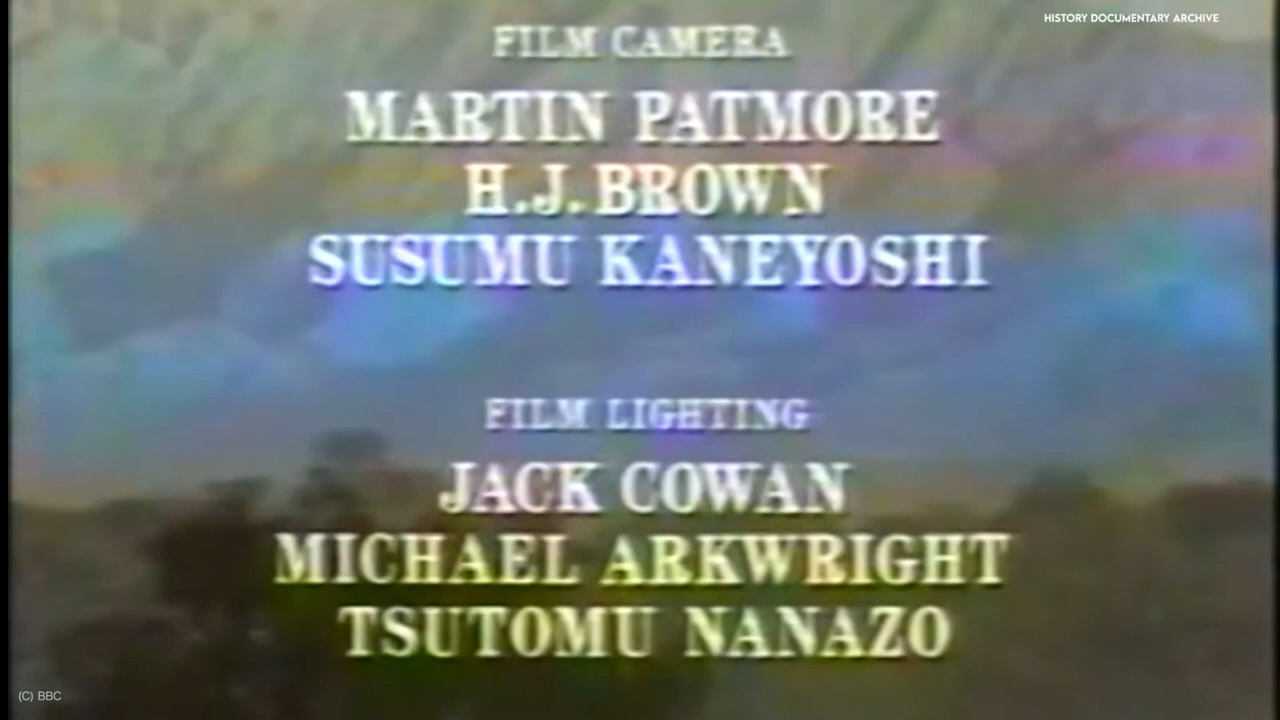 HISTORY DOCUMENTARY ARCHIVE
FILM CAMERA
MARTIN PATMORE
H.J. BROWN
SUSUMU KANEYOSHI
FILM LIGHTING
JACK COWAN
MICHAEL ARKWRIGHT
TSUTOMU NANAZO
(C) BBC